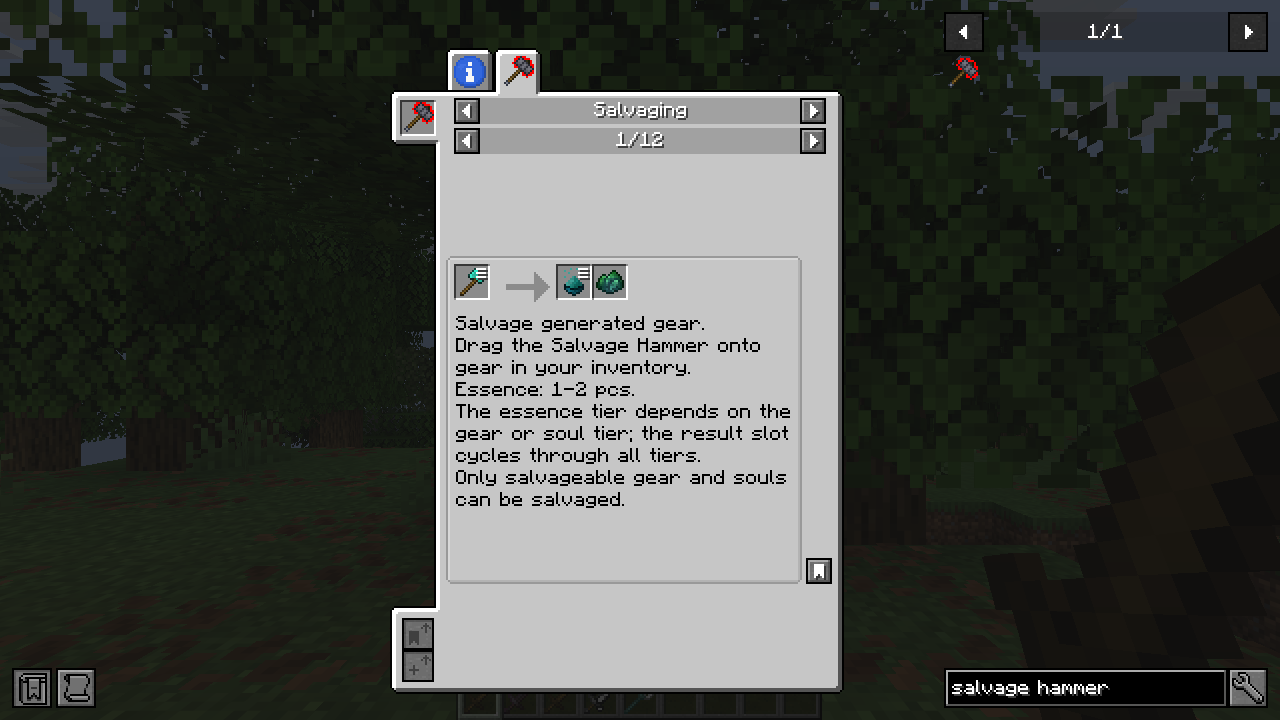 1/1
Salvaging
1/12
Salvage generated gear.
Drag the Salvage Hammer onto
gear in your inventory.
Essence: 1-2 pcs.
The essence tier depends on the
gear or soul tier; the result slot
cycles through all tiers.
Only salvageable gear and souls
can be salvaged.
salvage hammer